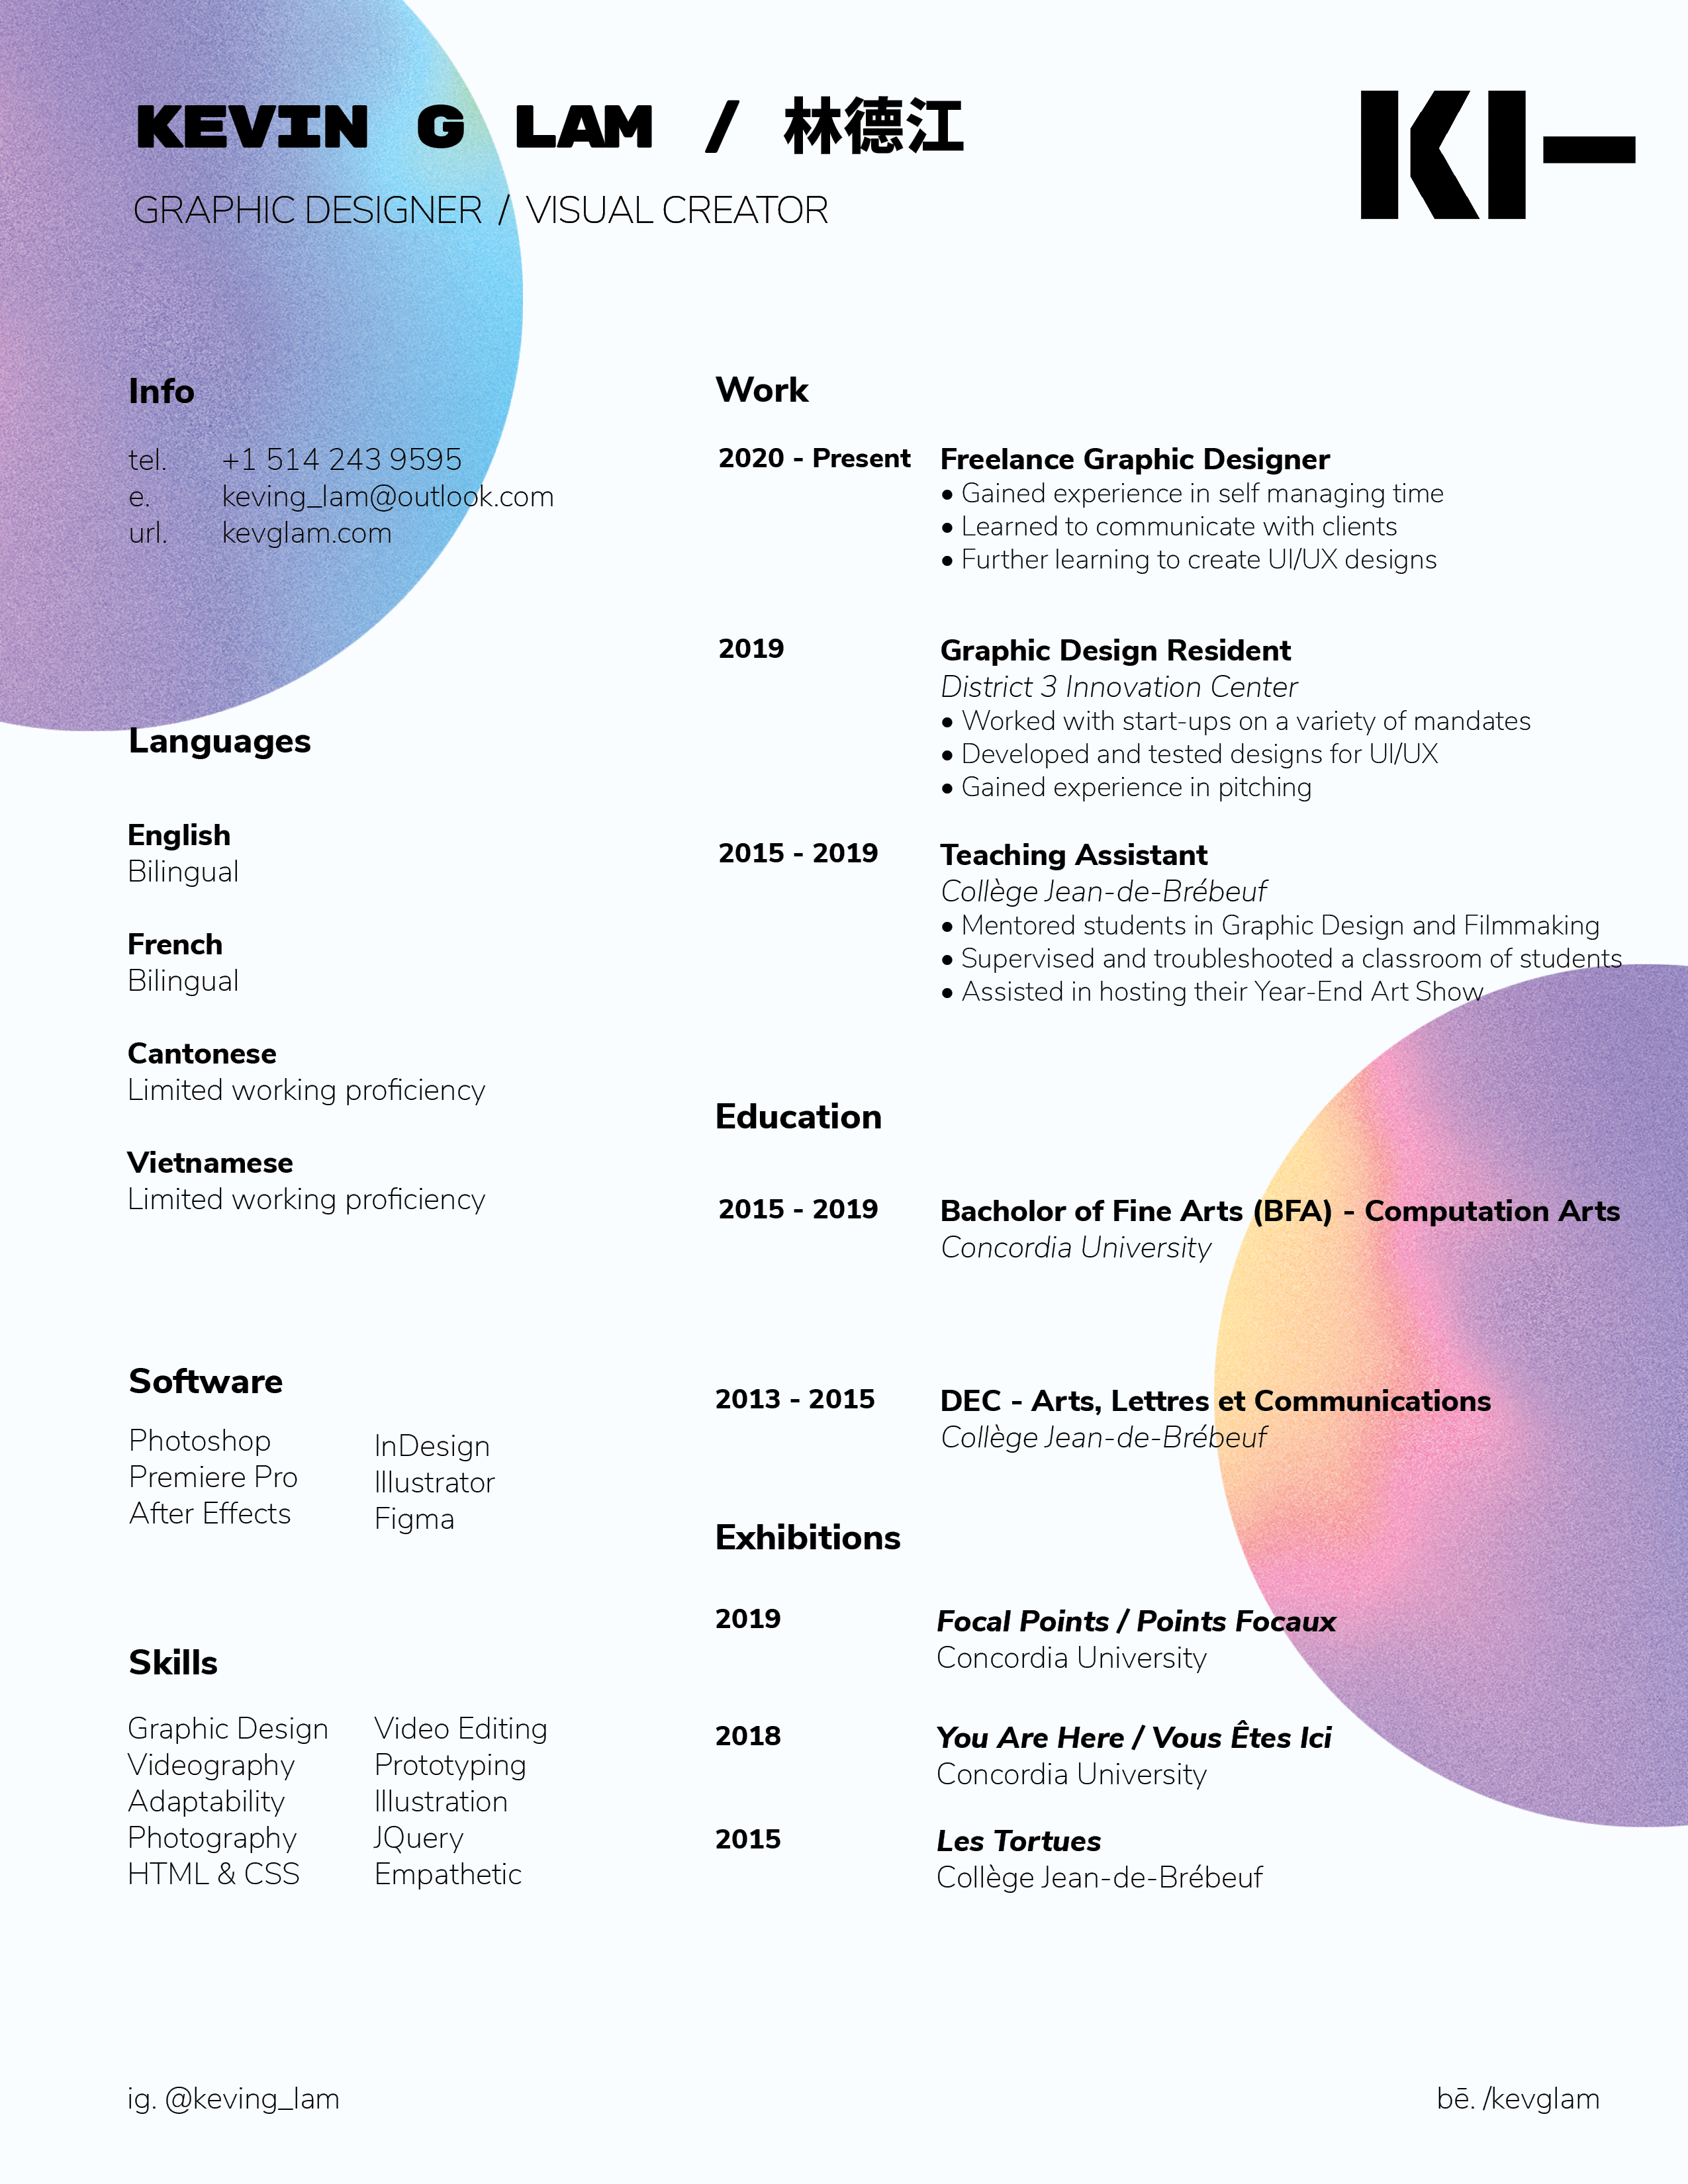 KEVIN G LAM / 林德江
GRAPHIC DESIGNER / VISUAL CREATOR
KI-
Info
tel. +1 514 243 9595
e. keving_lam@outlook.com
url. kevglam.com
Languages
English
Bilingual
French
Bilingual
Cantonese
Limited working proficiency
Vietnamese
Limited working proficiency
Software
Photoshop
Premiere Pro
After Effects
InDesign
Illustrator
Figma
Skills
Graphic Design
Videography
Adaptability
Photography
HTML & CSS
Video Editing
Prototyping
Illustration
JQuery
Empathetic
Work
2020 - Present Freelance Graphic Designer
• Gained experience in self managing time
• Learned to communicate with clients
• Further learning to create UI/UX designs
2019 Graphic Design Resident
District 3 Innovation Center
• Worked with start-ups on a variety of mandates
• Developed and tested designs for UI/UX
• Gained experience in pitching
2015 - 2019 Teaching Assistant
Collège Jean-de-Brébeuf
• Mentored students in Graphic Design and Filmmaking
• Supervised and troubleshooted a classroom of students
• Assisted in hosting their Year-End Art Show
Education
2015 - 2019 Bacholor of Fine Arts (BFA) - Computation Arts
Concordia University
2013 - 2015 DEC - Arts, Lettres et Communications
Collège Jean-de-Brébeuf
Exhibitions
2019 Focal Points / Points Focaux
Concordia University
2018 You Are Here / Vous Êtes Ici
Concordia University
2015 Les Tortues
Collège Jean-de-Brébeuf
ig. @keving_lam
bē. /kevglam